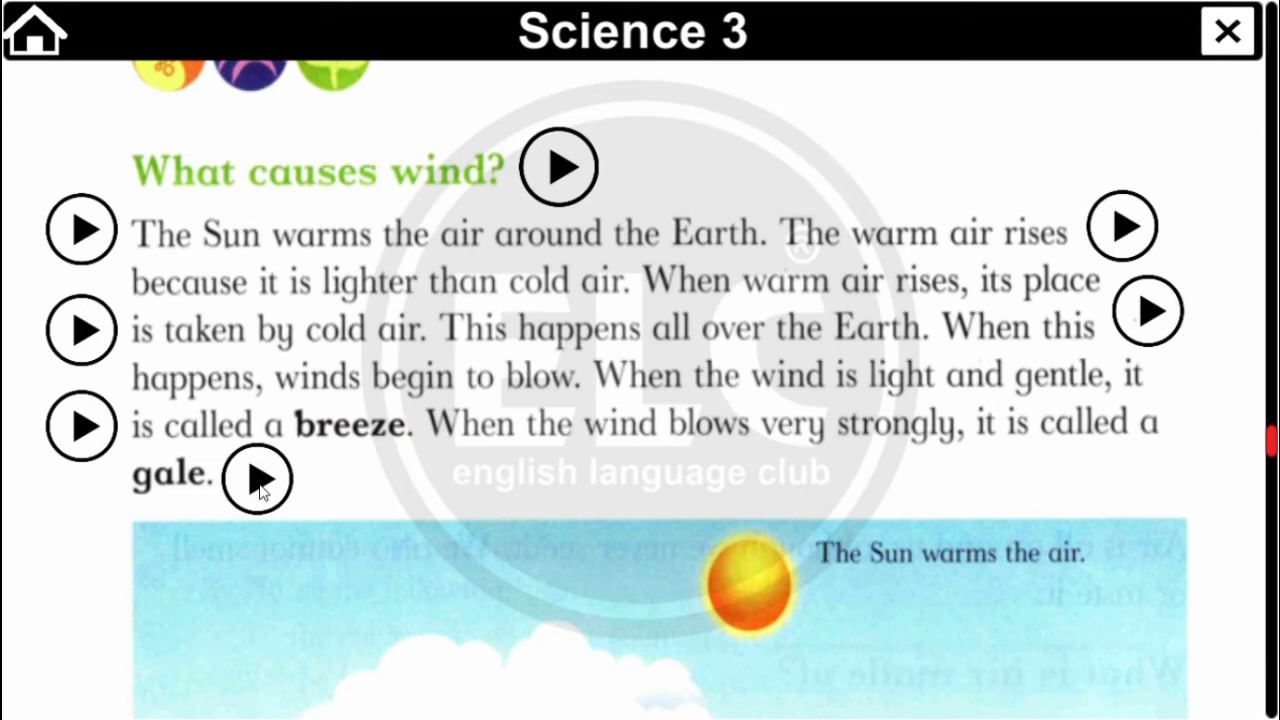 Science 3
What causes wind?
The Sun warms the air around the Earth. The warm air rises
because it is lighter than cold air. When warm air rises, its place
is taken by cold air. This happens all over the Earth. When this
happens, winds begin to blow. When the wind is light and gentle, it
is called a breeze. When the wind blows very strongly, it is called a
gale.
ELC®
english language club
The Sun warms the air.